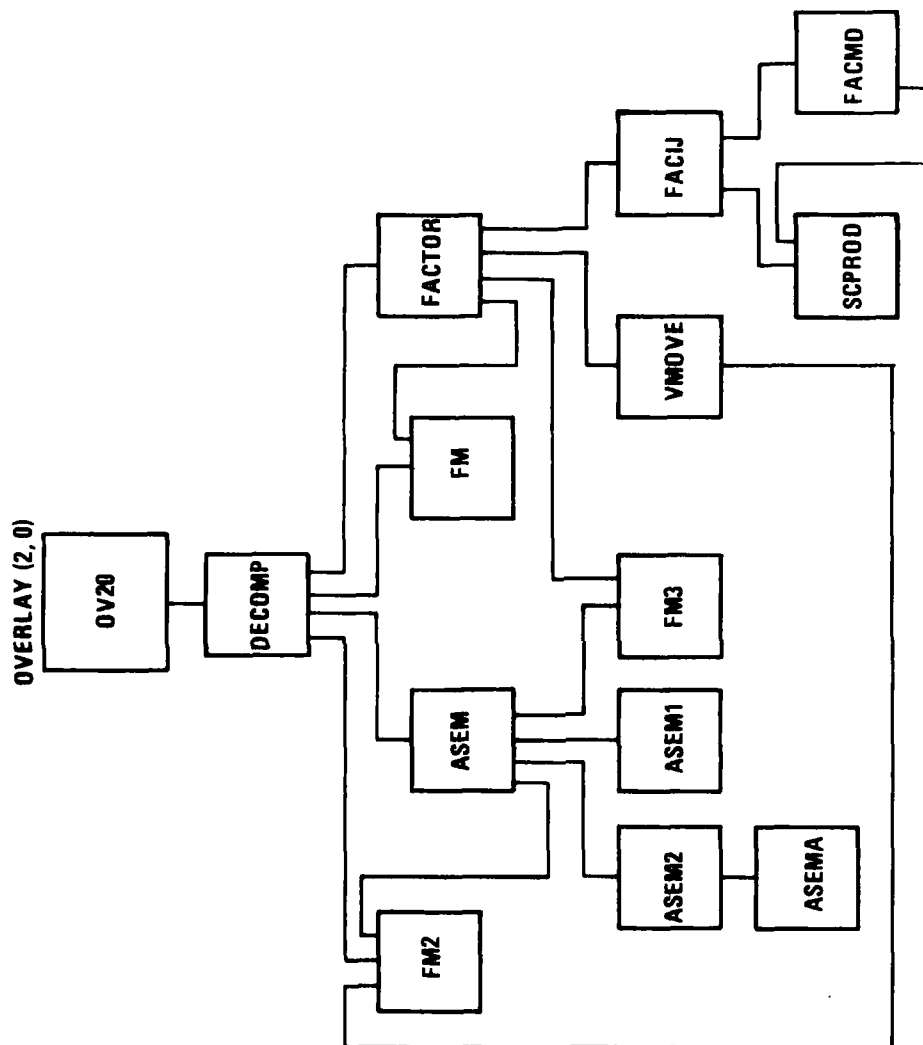 OVERLAY (2, 0)
OV20
DECOMP
FM2
ASEM
FM
FACTOR
ASEM2
ASEM1
FM3
VMOVE
FACIJ
ASEMA
SCPROD
FACMD